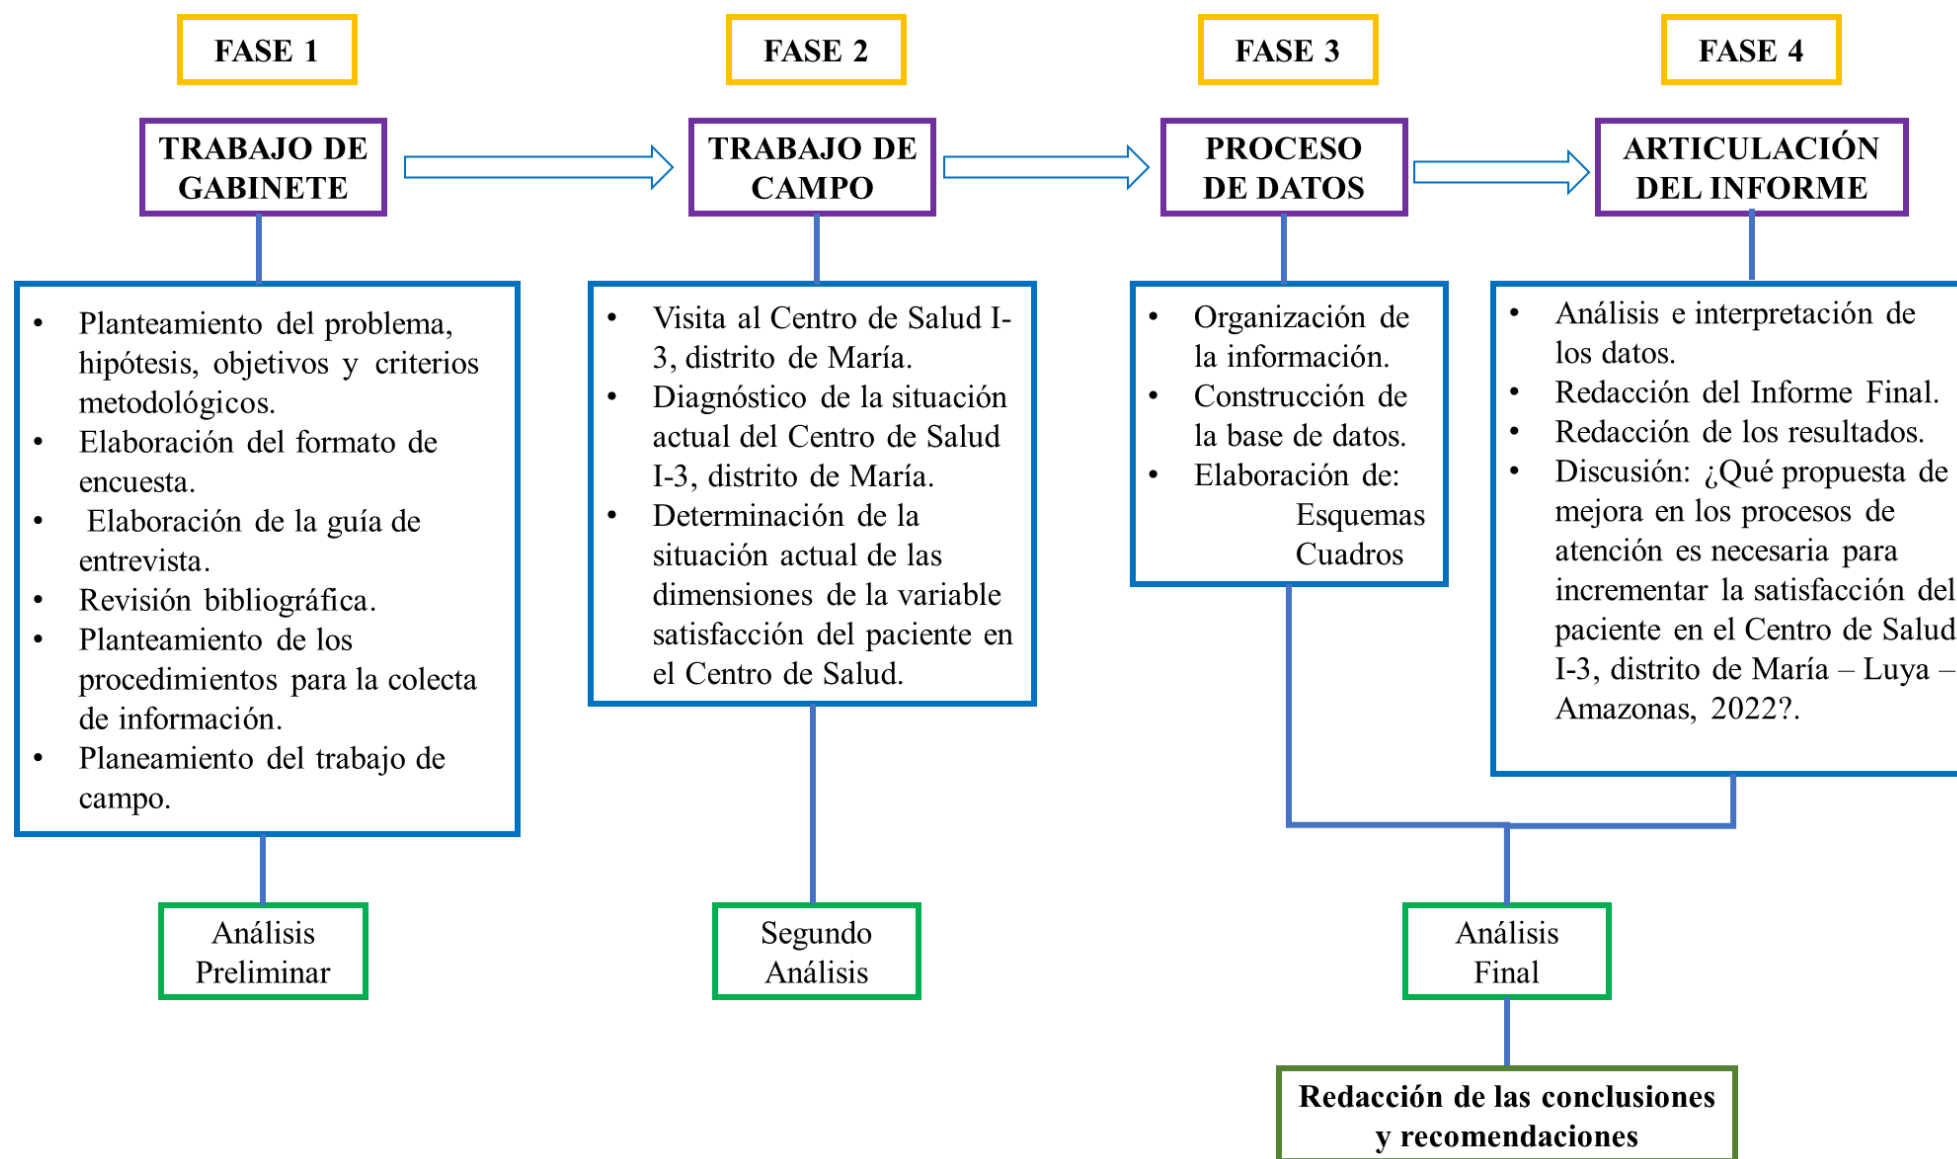 FASE 1
FASE 2
FASE 3
FASE 4
TRABAJO DE
GABINETE
TRABAJO DE
CAMPO
PROCESO
DE DATOS
ARTICULACIÓN
DEL INFORME
• Planteamiento del problema,
hipótesis, objetivos y criterios
metodológicos.
• Elaboración del formato de
encuesta.
• Elaboración de la guía de
entrevista.
• Revisión bibliográfica.
• Planteamiento de los
procedimientos para la colecta
de información.
• Planeamiento del trabajo de
campo.
• Visita al Centro de Salud I-
3, distrito de María.
• Diagnóstico de la situación
actual del Centro de Salud
I-3, distrito de María.
• Determinación de la
situación actual de las
dimensiones de la variable
satisfacción del paciente en
el Centro de Salud.
• Organización de
la información.
• Construcción de
la base de datos.
• Elaboración de:
Esquemas
Cuadros
• Análisis e interpretación de
los datos.
• Redacción del Informe Final.
• Redacción de los resultados.
• Discusión: ¿Qué propuesta de
mejora en los procesos de
atención es necesaria para
incrementar la satisfacción del
paciente en el Centro de Salud
I-3, distrito de María – Luya –
Amazonas, 2022?.
Análisis
Preliminar
Segundo
Análisis
Análisis
Final
Redacción de las conclusiones
y recomendaciones